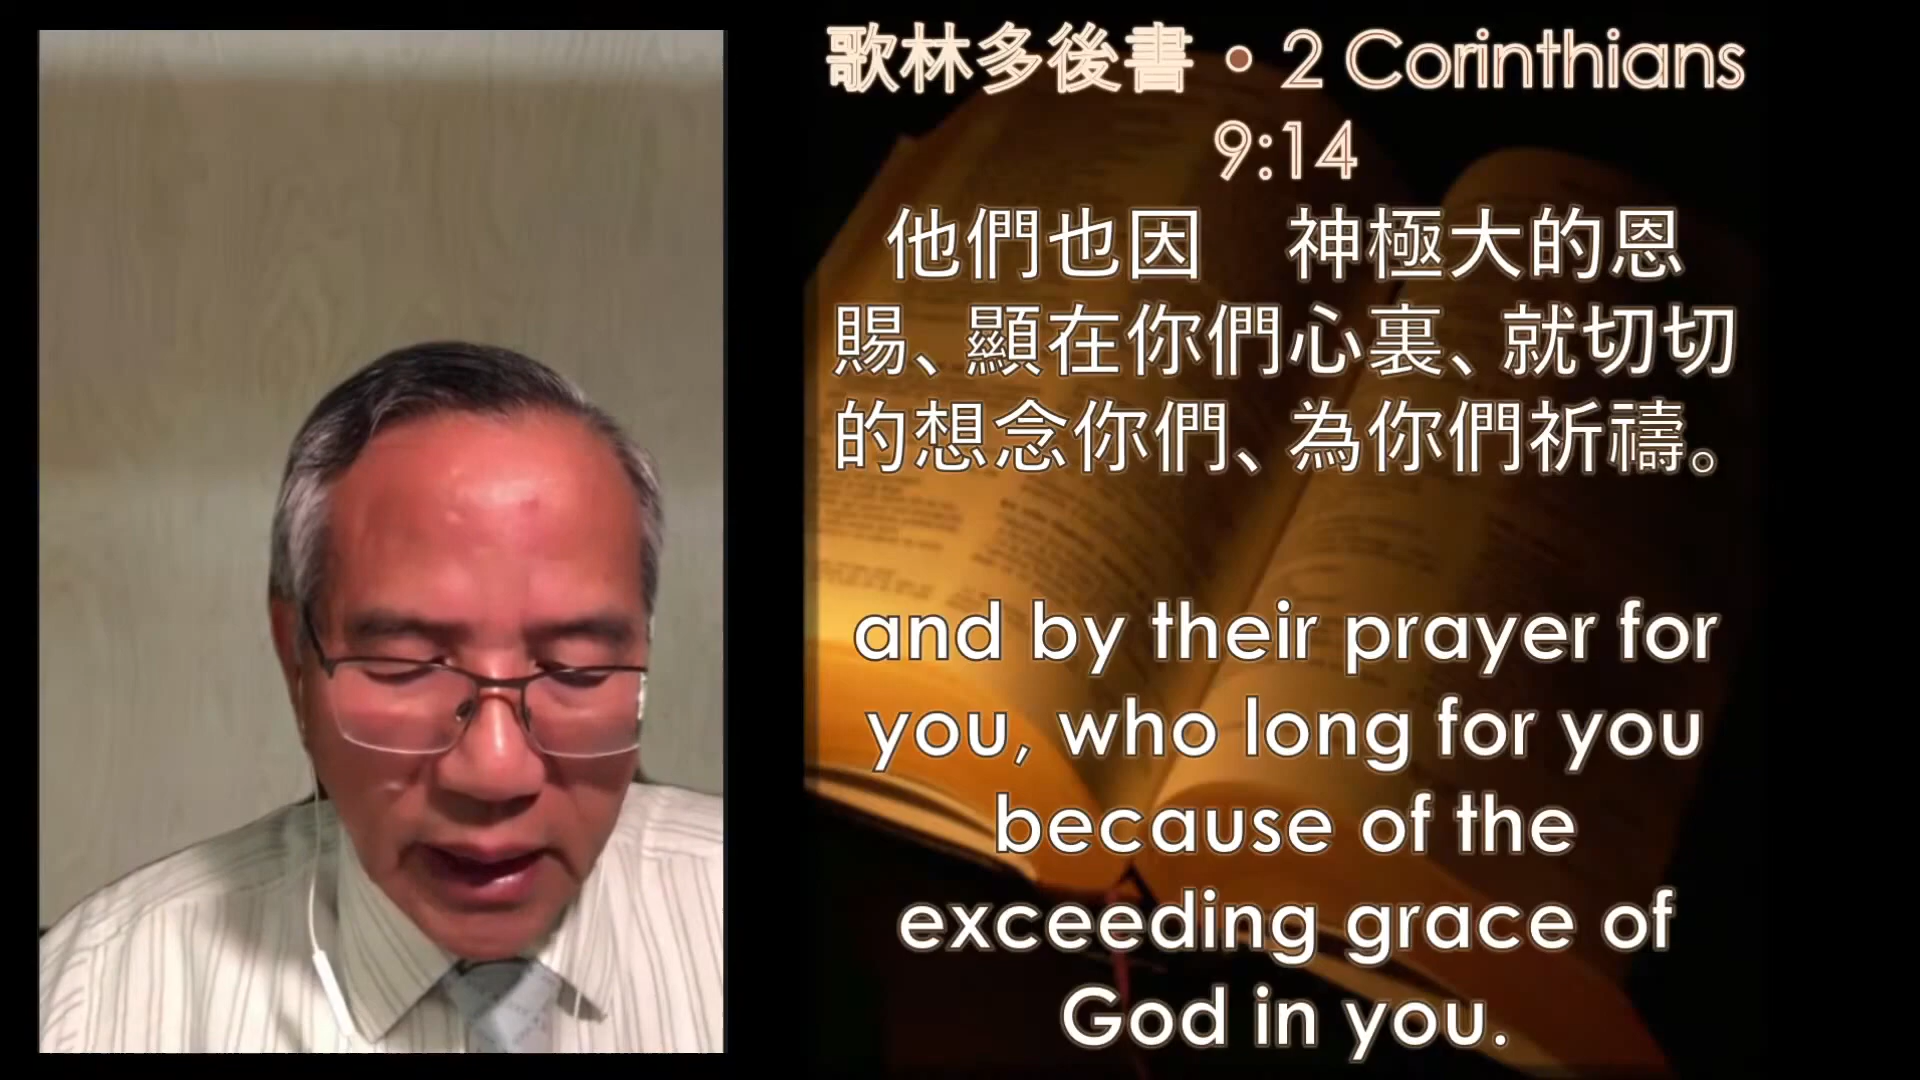 歌林多後書 • 2 Corinthians
9:14
他們也因　神極大的恩
賜、顯在你們心裏、就切切
的想念你們、為你們祈禱。
and by their prayer for
you, who long for you
because of the
exceeding grace of
God in you.